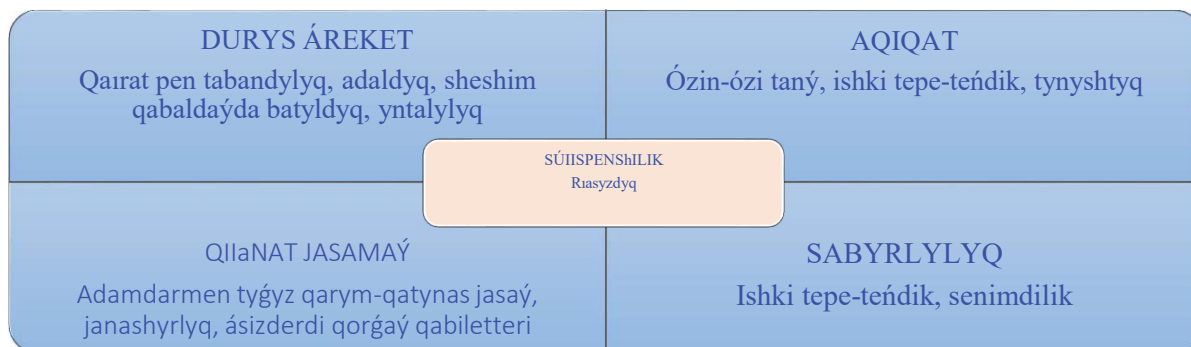 DURYS ÁREKET
Qaırat pen tabandylyq, adaldyq, sheshim
qabaldaýda batyldyq, yntalylyq
AQIQAT
Ózin-ózi taný, ishki tepe-teńdik, tynyshtyq
SÚIISPENShILIK
Rıasyzdyq
QIIaNAT JASAMAÝ
Adamdarmen tyǵyz qarym-qatynas jasaý,
janashyrlyq, ásizderdi qorǵaý qabiletteri
SABYRLYLYQ
Ishki tepe-teńdik, senimdilik